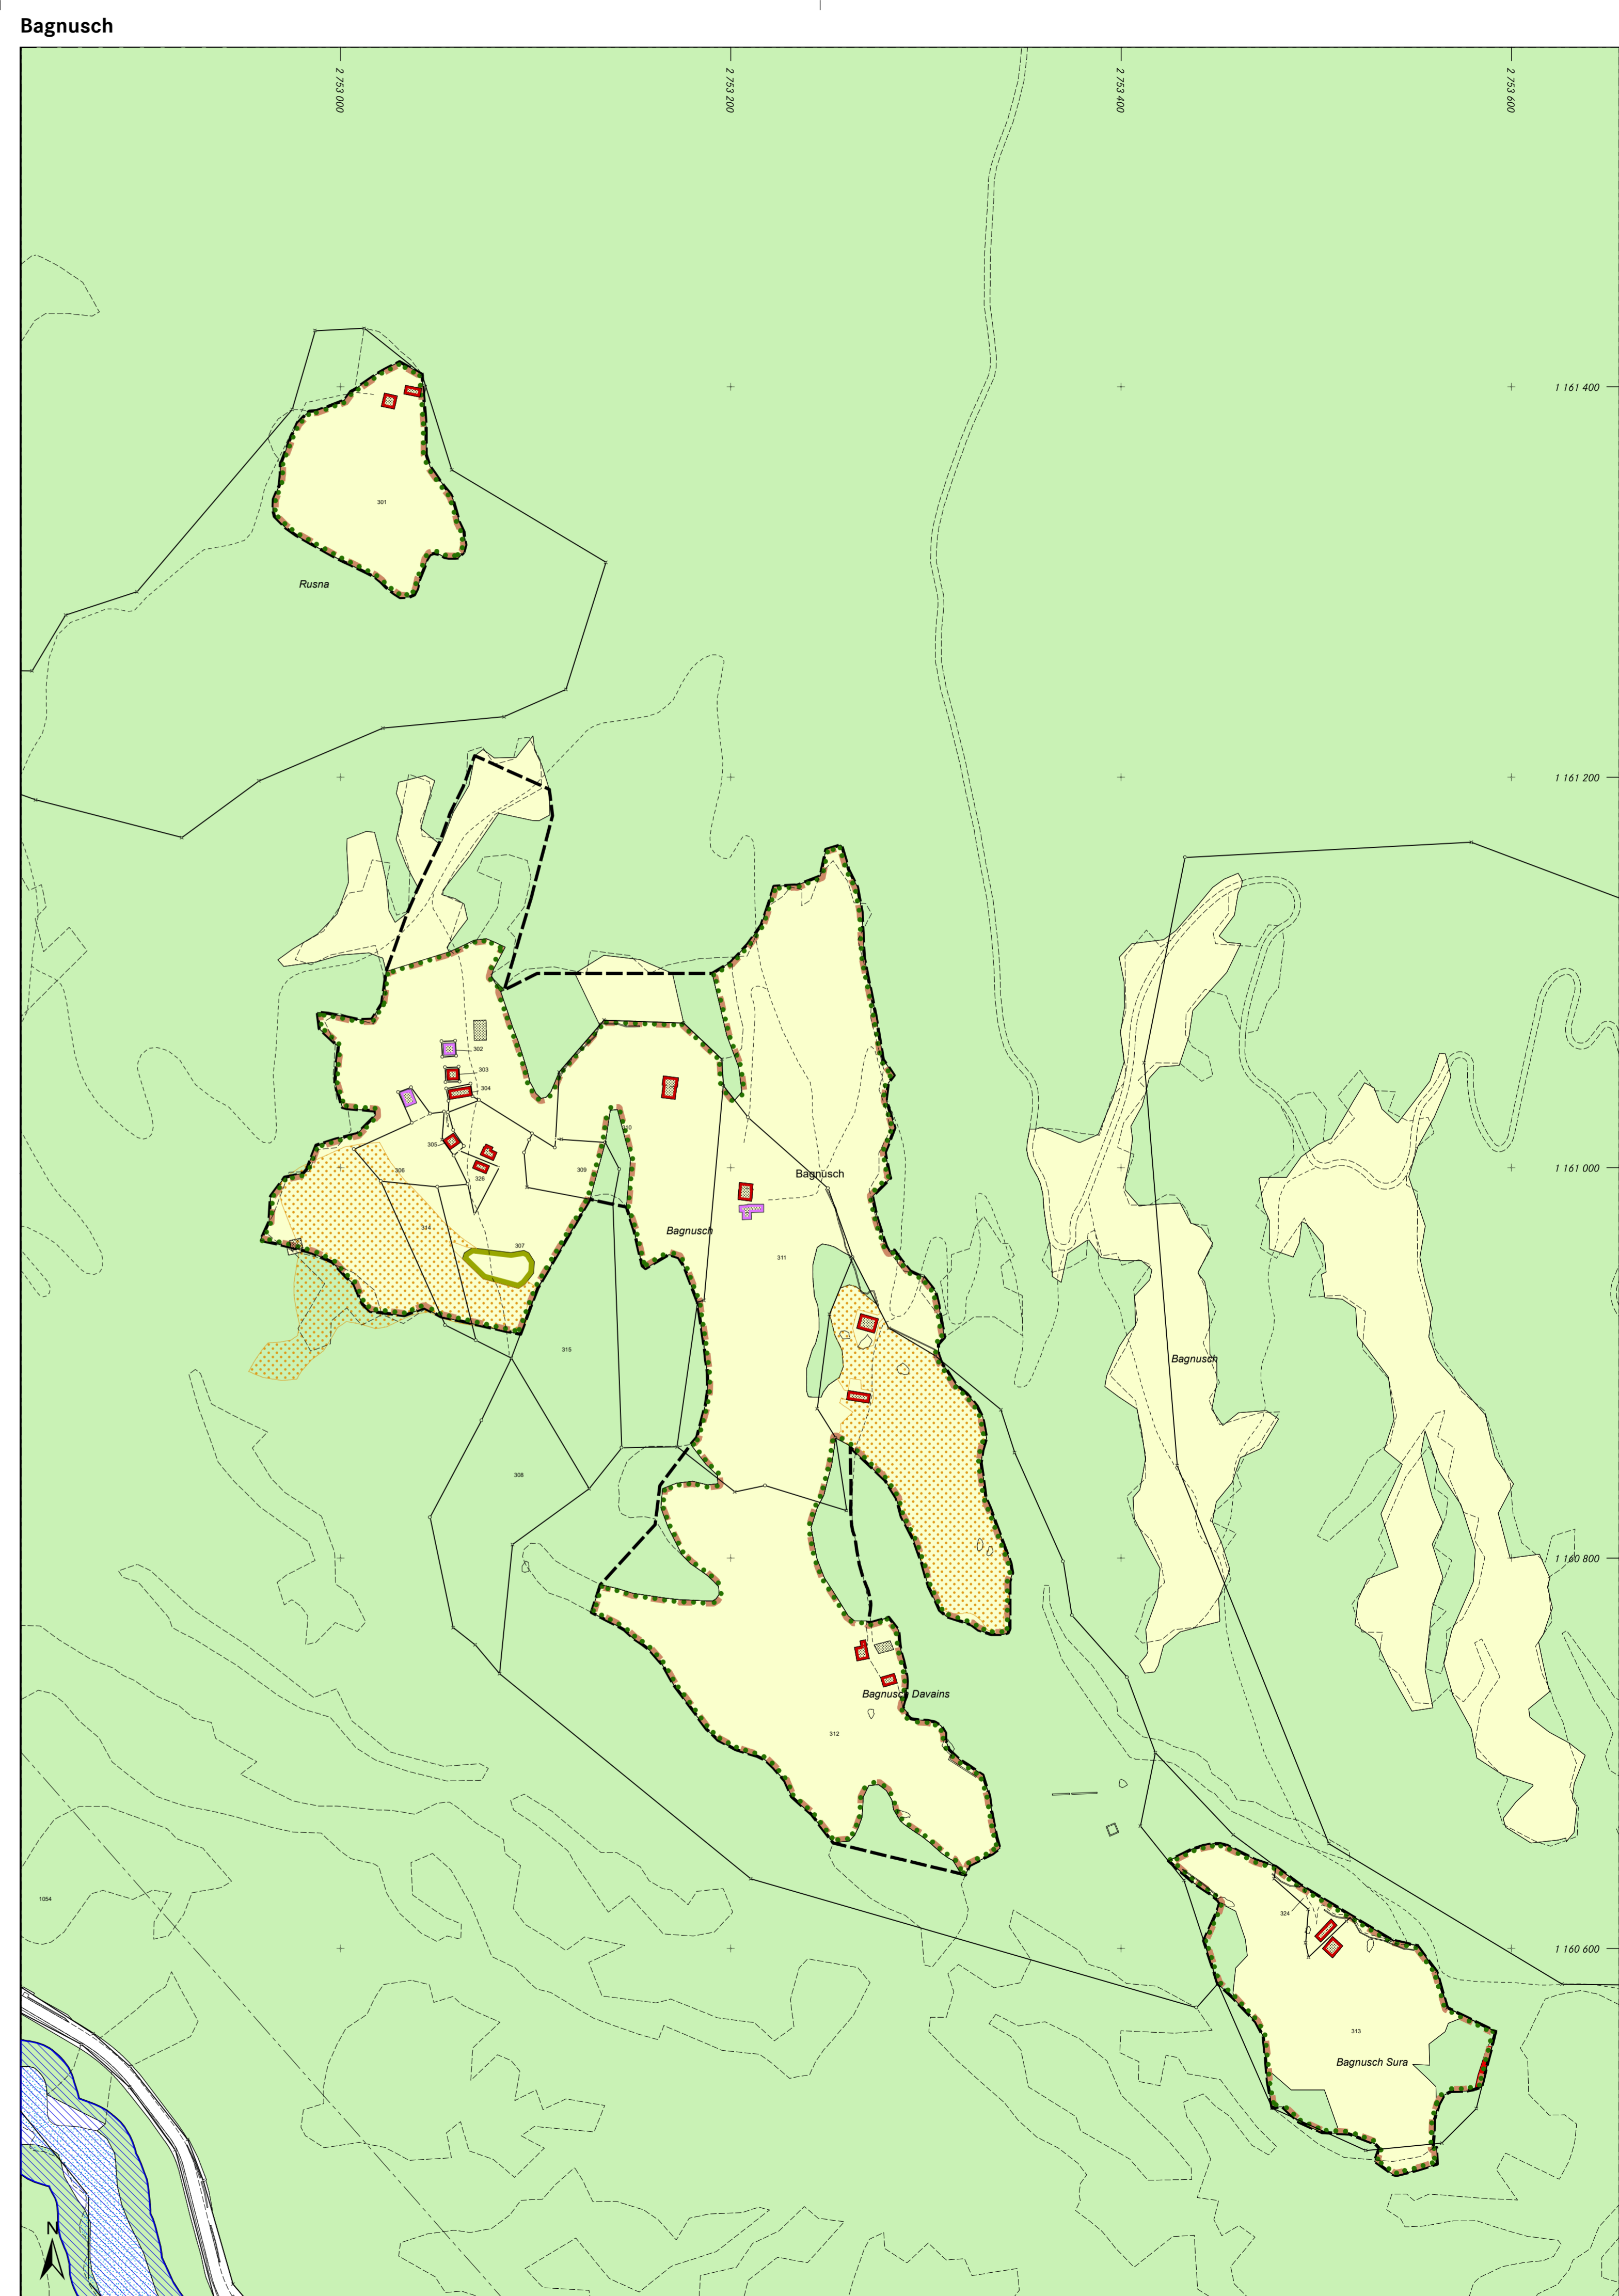 Bagnusch
2 753 000
2 753 200
2 753 400
2 753 600
1 161 400
301
Rusna
1 161 200
302
303
304
305
310
309
306
326
1 161 000
Bagnusch
Bagnusch
314
307
311
315
Bagnusch
308
1 160 800
Bagnusch Davains
312
1054
324
1 160 600
313
Bagnusch Sura
N